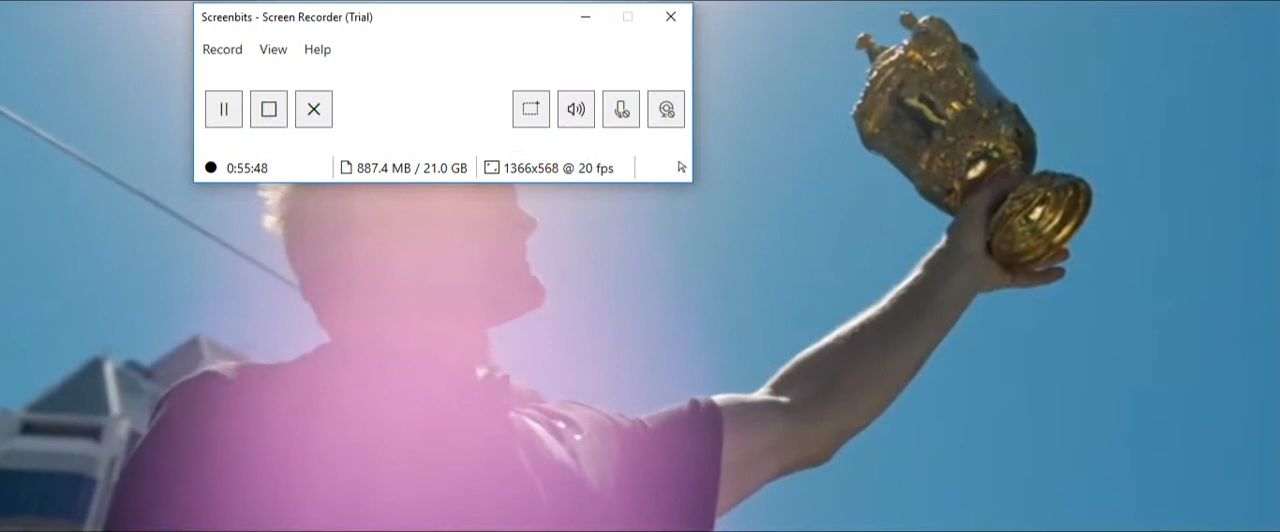 Screenbits - Screen Recorder (Trial)
Record View Help
0:55:48 887.4 MB / 21.0 GB 1366x568 @ 20 fps